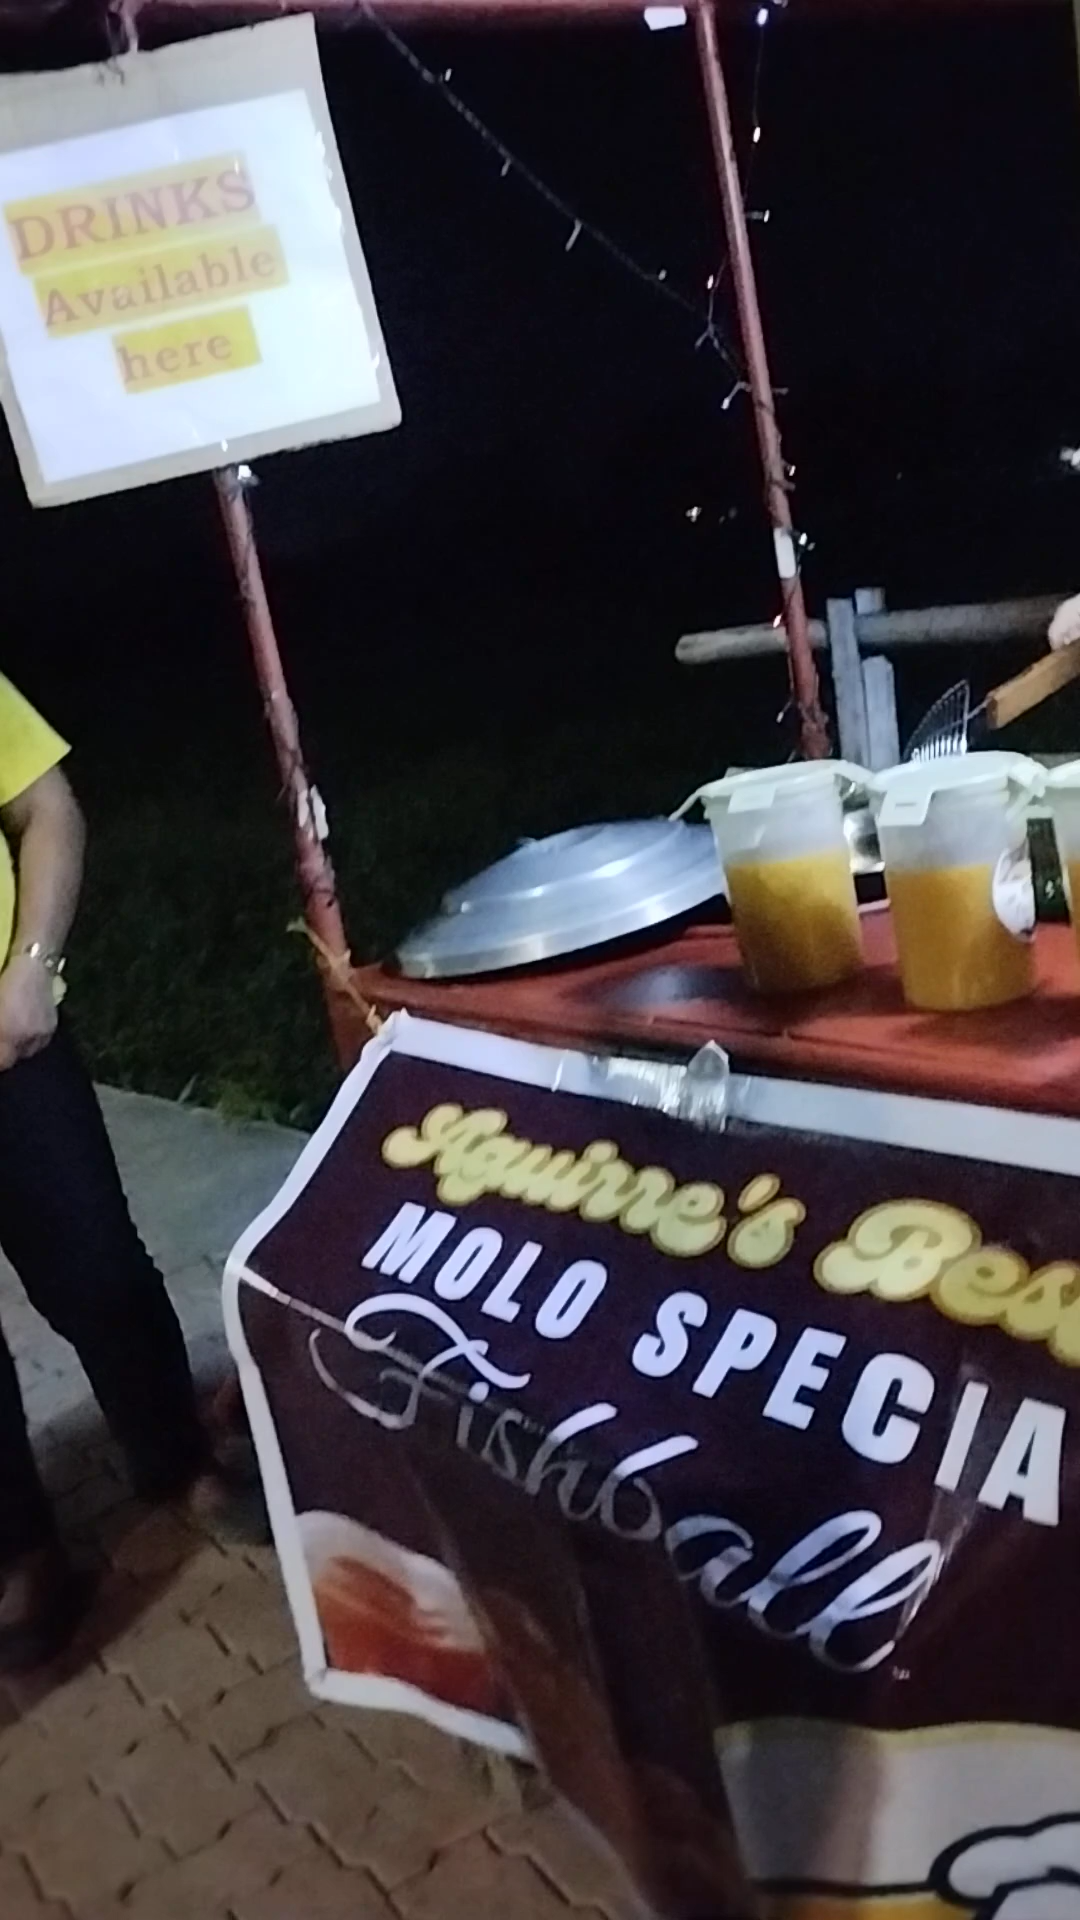 DRINKS
Available
here
Aguirre's Bes
MOLO SPECIA
Fishball